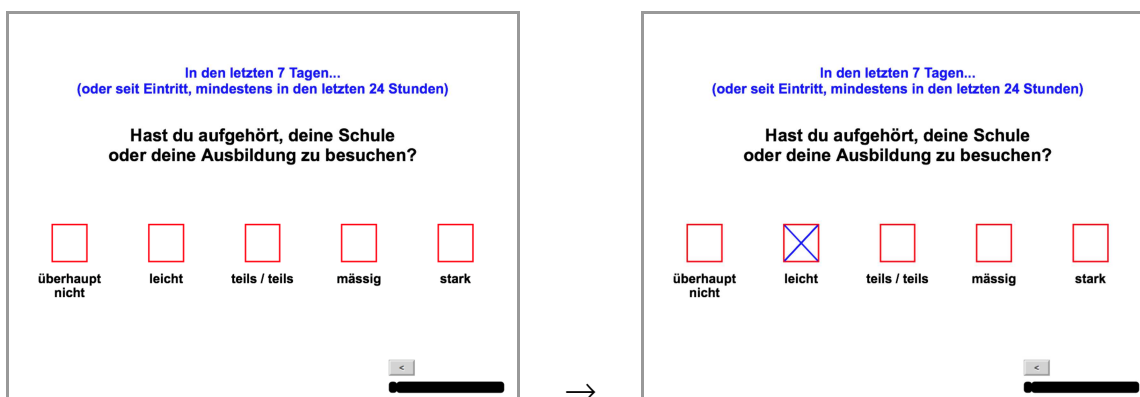 In den letzten 7 Tagen...
(oder seit Eintritt, mindestens in den letzten 24 Stunden)
Hast du aufgehört, deine Schule
oder deine Ausbildung zu besuchen?
überhaupt
nicht
leicht
teils / teils
mässig
stark
<
→
In den letzten 7 Tagen...
(oder seit Eintritt, mindestens in den letzten 24 Stunden)
Hast du aufgehört, deine Schule
oder deine Ausbildung zu besuchen?
überhaupt
nicht
leicht
teils / teils
mässig
stark
<